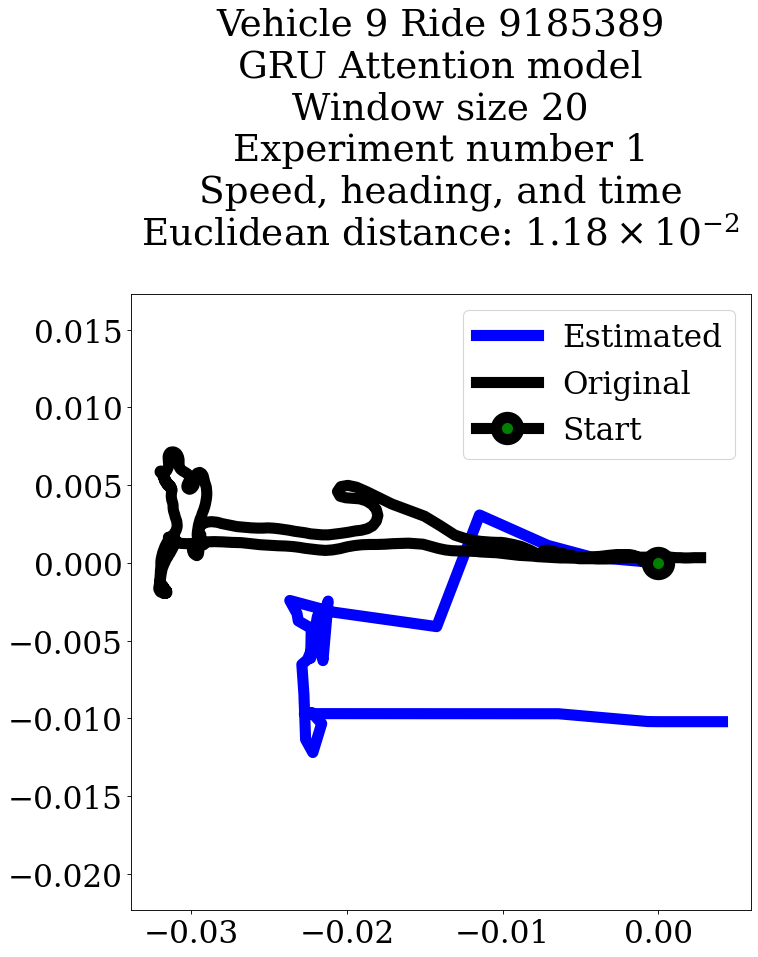 Vehicle 9 Ride 9185389
GRU Attention model
Window size 20
Experiment number 1
Speed, heading, and time
Euclidean distance: 1.18 × 10⁻²
Estimated
Original
Start
0.015
0.010
0.005
0.000
−0.005
−0.010
−0.015
−0.020
−0.03 −0.02 −0.01 0.00